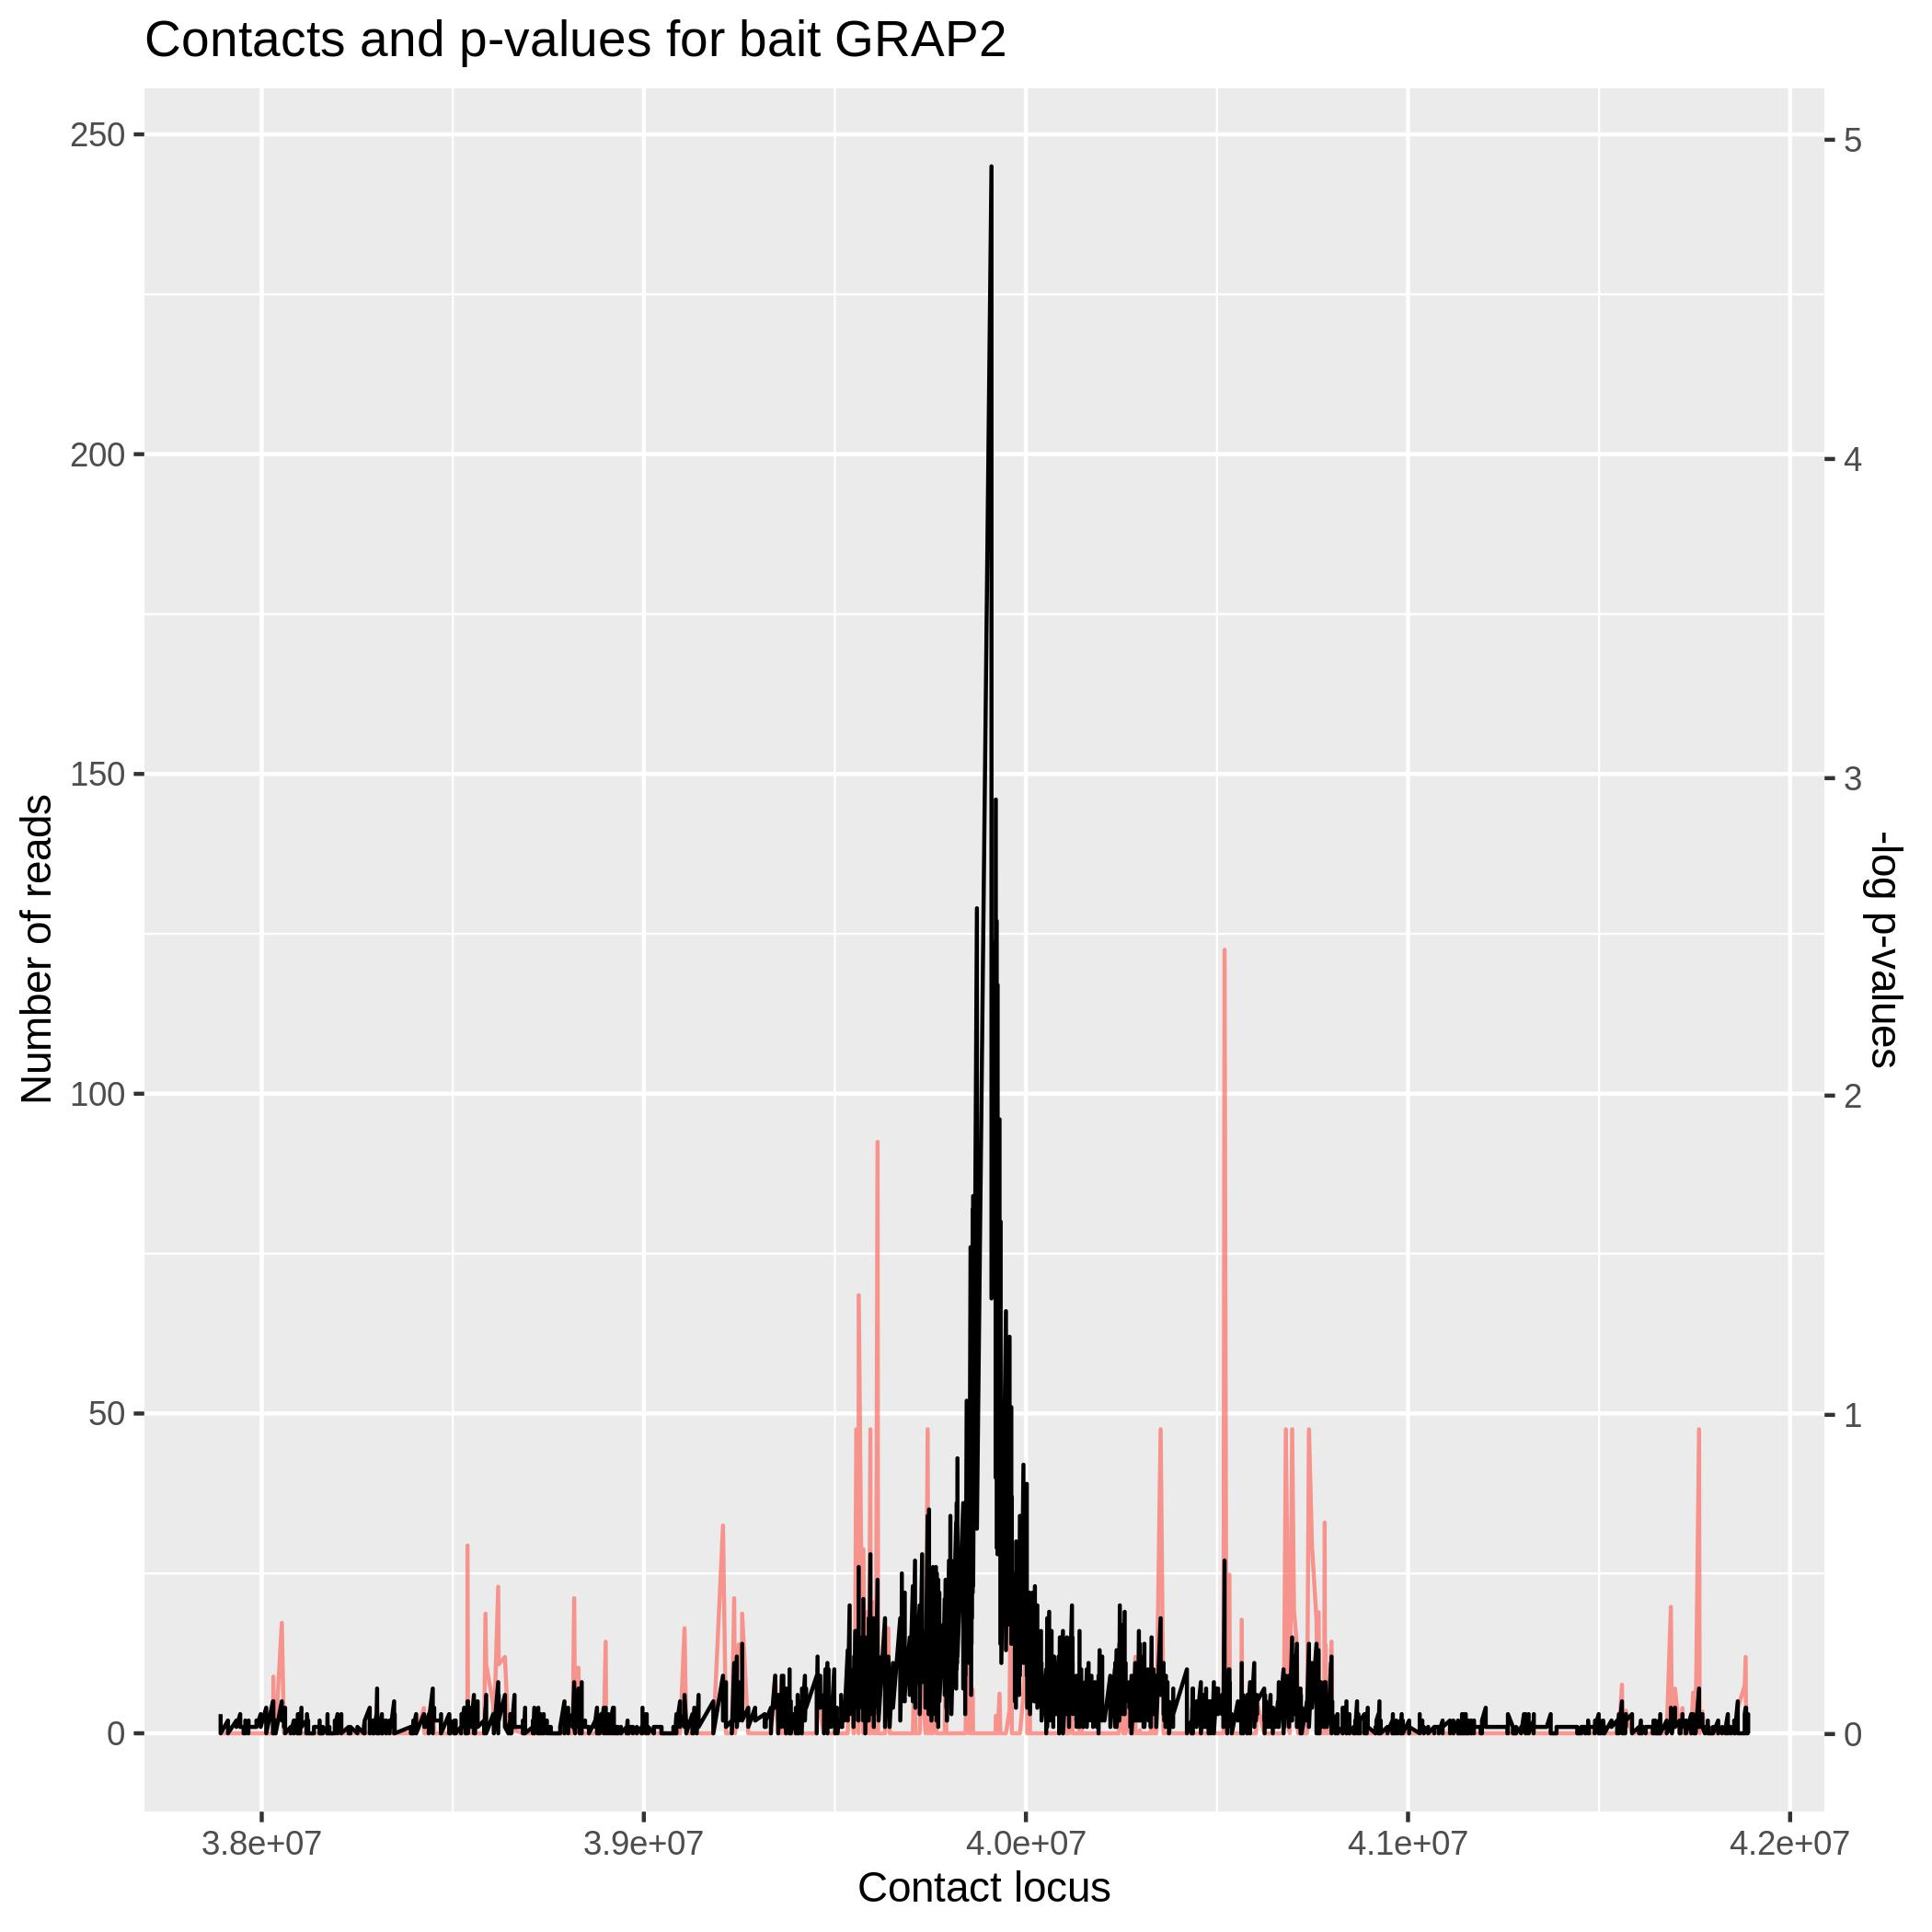 Contacts and p-values for bait GRAP2
250
200
150
100
50
0
Number of reads
5
4
3
2
1
0
-log p-values
3.8e+07
3.9e+07
4.0e+07
4.1e+07
4.2e+07
Contact locus